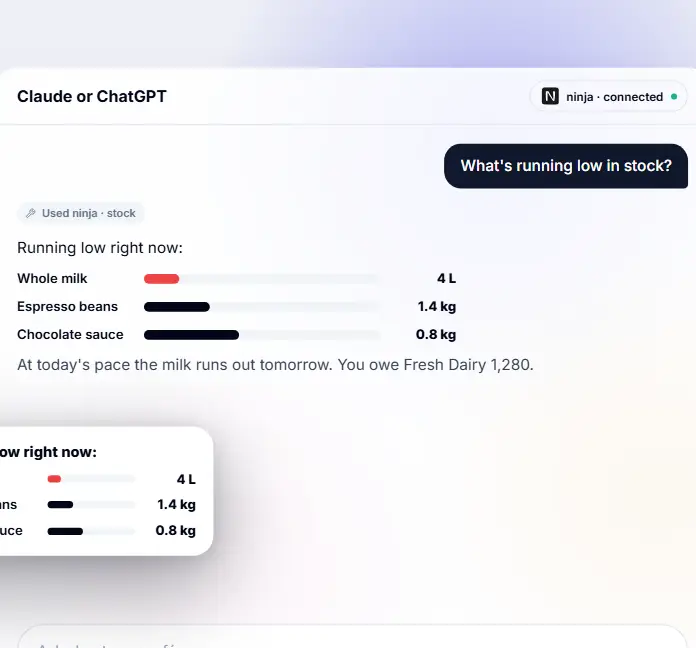 Claude or ChatGPT
N ninja · connected
What's running low in stock?
Used ninja · stock
Running low right now:
Whole milk 4 L
Espresso beans 1.4 kg
Chocolate sauce 0.8 kg
At today's pace the milk runs out tomorrow. You owe Fresh Dairy 1,280.
ow right now:
4 L
ans 1.4 kg
uce 0.8 kg